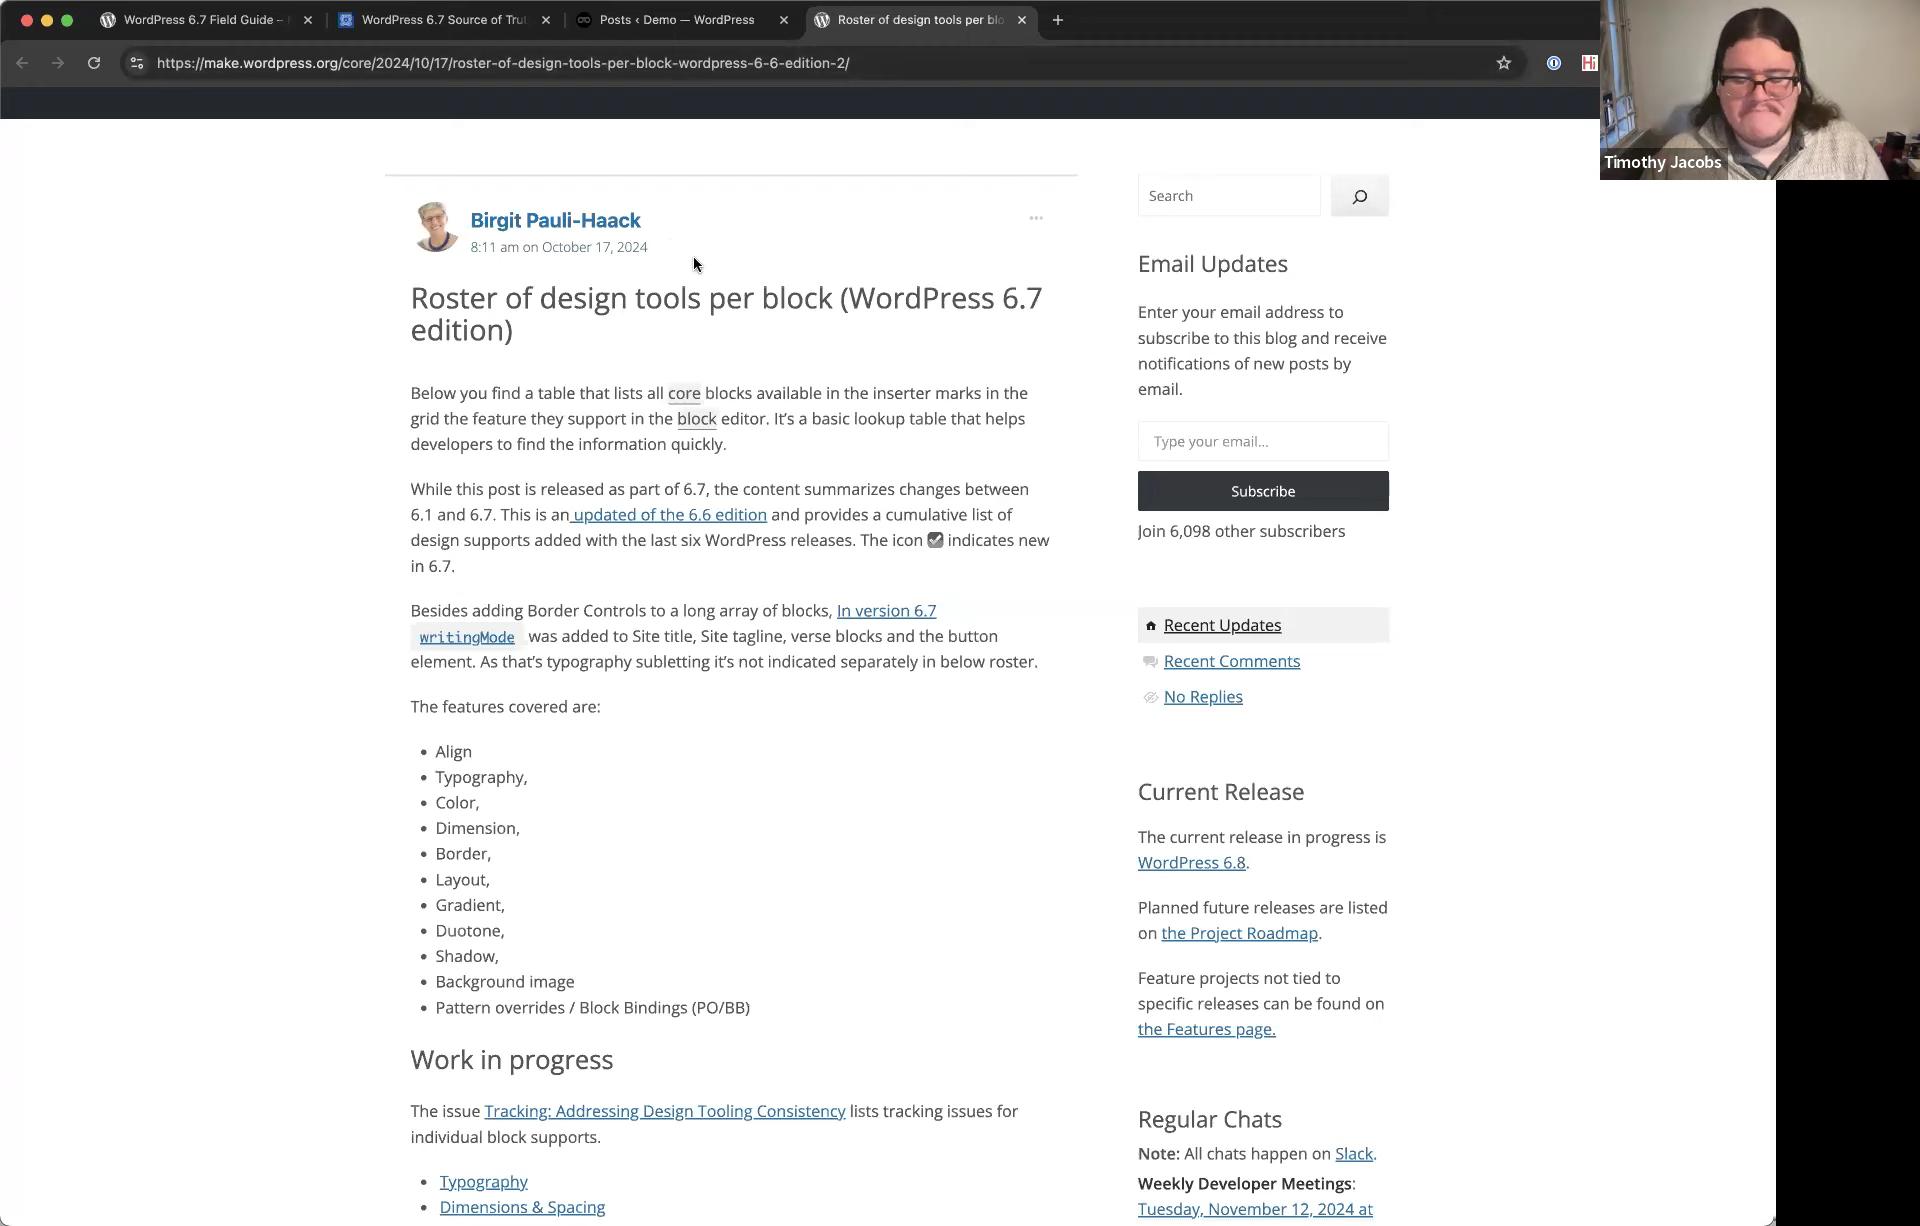 WordPress 6.7 Field Guide –
WordPress 6.7 Source of Tru
Posts ‹ Demo — WordPress
Roster of design tools per blo
https://make.wordpress.org/core/2024/10/17/roster-of-design-tools-per-block-wordpress-6-6-edition-2/
Hi
Timothy Jacobs
Birgit Pauli-Haack
8:11 am on October 17, 2024
Roster of design tools per block (WordPress 6.7
edition)
Below you find a table that lists all core blocks available in the inserter marks in the
grid the feature they support in the block editor. It’s a basic lookup table that helps
developers to find the information quickly.
While this post is released as part of 6.7, the content summarizes changes between
6.1 and 6.7. This is an updated of the 6.6 edition and provides a cumulative list of
design supports added with the last six WordPress releases. The icon ☑ indicates new
in 6.7.
Besides adding Border Controls to a long array of blocks, In version 6.7
writingMode was added to Site title, Site tagline, verse blocks and the button
element. As that’s typography subletting it’s not indicated separately in below roster.
The features covered are:
• Align
• Typography,
• Color,
• Dimension,
• Border,
• Layout,
• Gradient,
• Duotone,
• Shadow,
• Background image
• Pattern overrides / Block Bindings (PO/BB)
Work in progress
The issue Tracking: Addressing Design Tooling Consistency lists tracking issues for
individual block supports.
• Typography
• Dimensions & Spacing
Search
Email Updates
Enter your email address to
subscribe to this blog and receive
notifications of new posts by
email.
Type your email…
Subscribe
Join 6,098 other subscribers
Recent Updates
Recent Comments
No Replies
Current Release
The current release in progress is
WordPress 6.8.
Planned future releases are listed
on the Project Roadmap.
Feature projects not tied to
specific releases can be found on
the Features page.
Regular Chats
Note: All chats happen on Slack.
Weekly Developer Meetings:
Tuesday, November 12, 2024 at